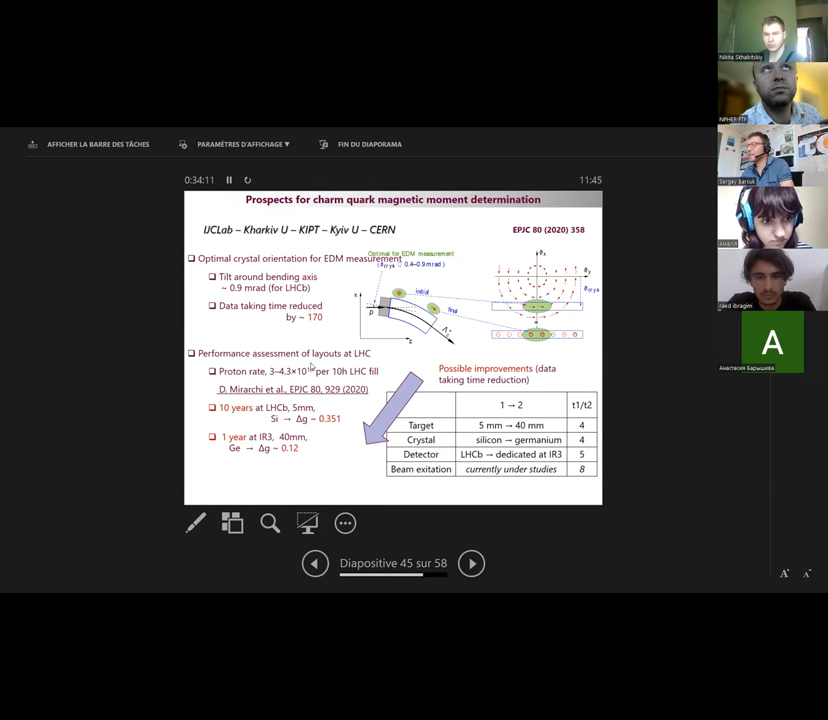 Nikita Skhabitskiy
NPHEP FTF
Sergey Barsuk
raed ibragim
A
Анастасия Барышева
AFFICHER LA BARRE DES TÂCHES
PARAMÈTRES D'AFFICHAGE ▼
FIN DU DIAPORAMA
0:34:11
11:45
Prospects for charm quark magnetic moment determination
IJCLab – Kharkiv U – KIPT – Kyiv U – CERN
EPJC 80 (2020) 358
Optimal crystal orientation for EDM measurement
Tilt around bending axis
~ 0.9 mrad (for LHCb)
Data taking time reduced
by ~ 170
Optimal for EDM measurement
initial
final
x
z
p
Performance assessment of layouts at LHC
Proton rate, 3–4.3×10 per 10h LHC fill
D. Mirarchi et al., EPJC 80, 929 (2020)
10 years at LHCb, 5mm,
Si → Δg ~ 0.351
1 year at IR3, 40mm,
Ge → Δg ~ 0.12
Possible improvements (data
taking time reduction)
1 → 2 t1/t2
Target 5 mm → 40 mm 4
Crystal silicon → germanium 4
Detector LHCb → dedicated at IR3 5
Beam exitation currently under studies 8
Diapositive 45 sur 58
A A